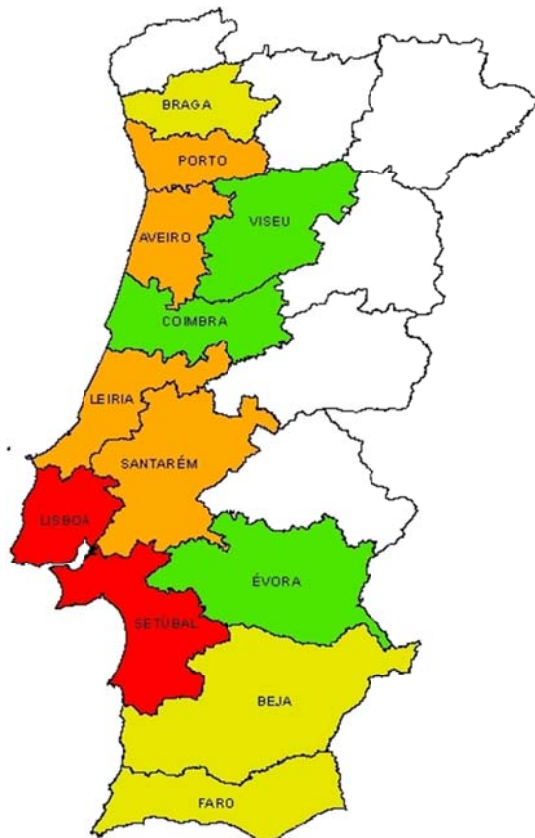 BRAGA
PORTO
VISEU
AVEIRO
COIMBRA
LEIRIA
SANTARÉM
LISBOA
ÉVORA
SETÚBAL
BEJA
FARO